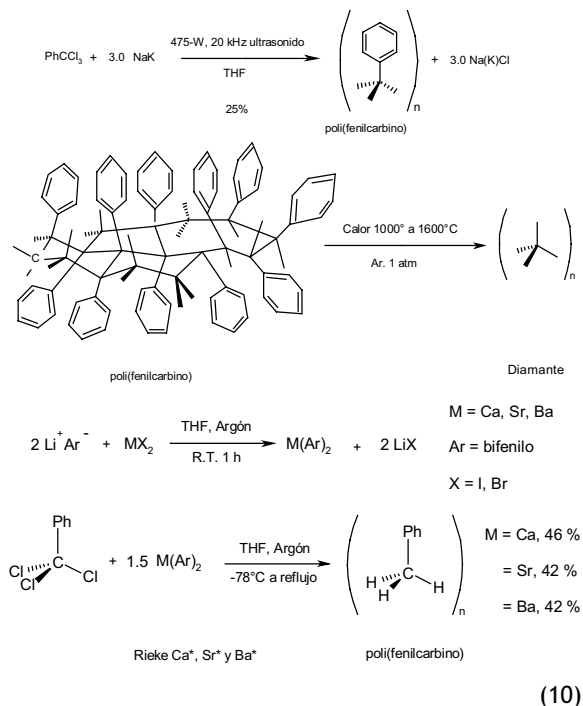 475-W, 20 kHz ultrasonido
PhCCl3 + 3.0 NaK
THF
25%
n
+ 3.0 Na(K)Cl
poli(fenilcarbino)
C
Calor 1000° a 1600°C
Ar. 1 atm
n
poli(fenilcarbino)
Diamante
2 Li+Ar- + MX2
THF, Argón
R.T. 1 h
M(Ar)2 + 2 LiX
M = Ca, Sr, Ba
Ar = bifenilo
X = I, Br
Ph
C
Cl
Cl
Cl
+ 1.5 M(Ar)2
THF, Argón
-78°C a reflujo
Ph
C
H
H
H
n
M = Ca, 46 %
= Sr, 42 %
= Ba, 42 %
Rieke Ca*, Sr* y Ba*
poli(fenilcarbino)
(10)